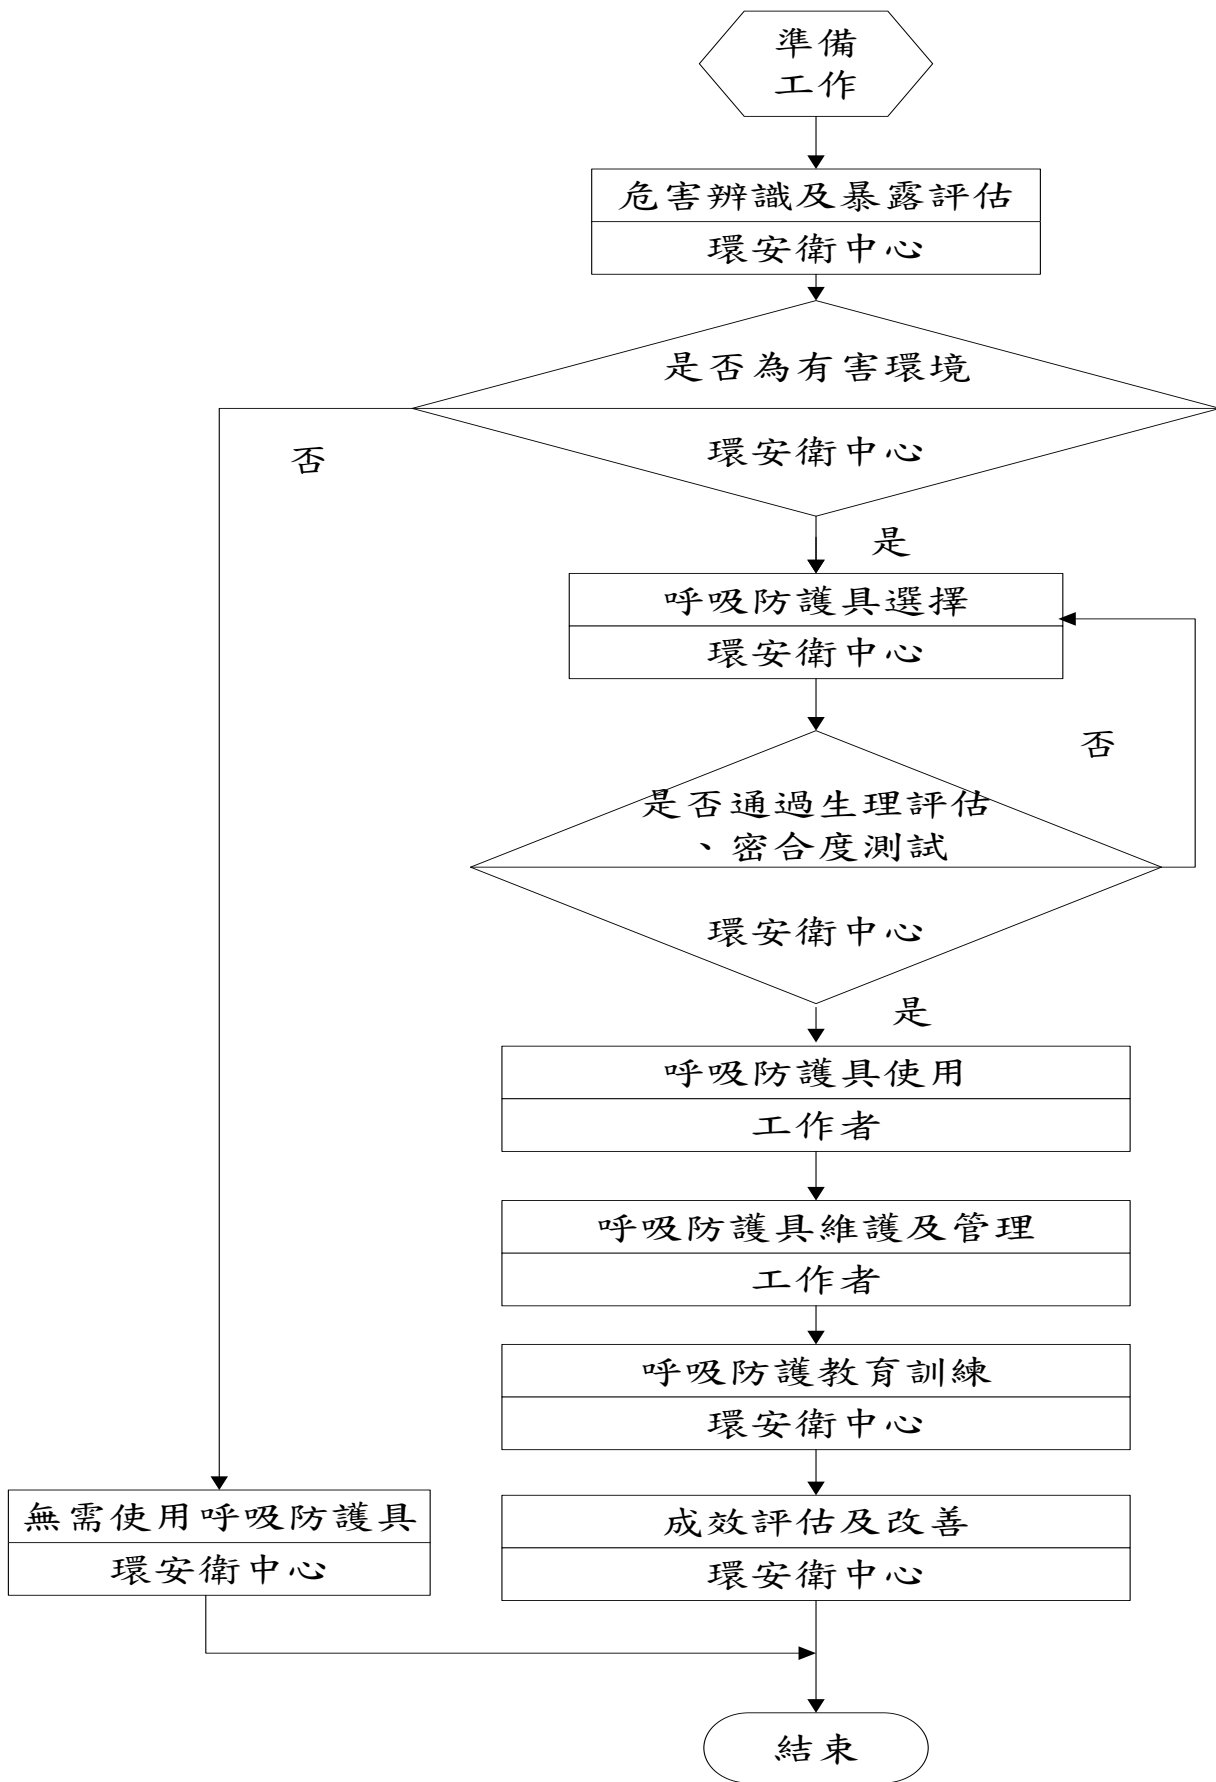 準備
工作
危害辨識及暴露評估
環安衛中心
是否為有害環境
環安衛中心
否
是
呼吸防護具選擇
環安衛中心
否
是否通過生理評估
、密合度測試
環安衛中心
是
呼吸防護具使用
工作者
呼吸防護具維護及管理
工作者
呼吸防護教育訓練
環安衛中心
無需使用呼吸防護具
環安衛中心
成效評估及改善
環安衛中心
結束